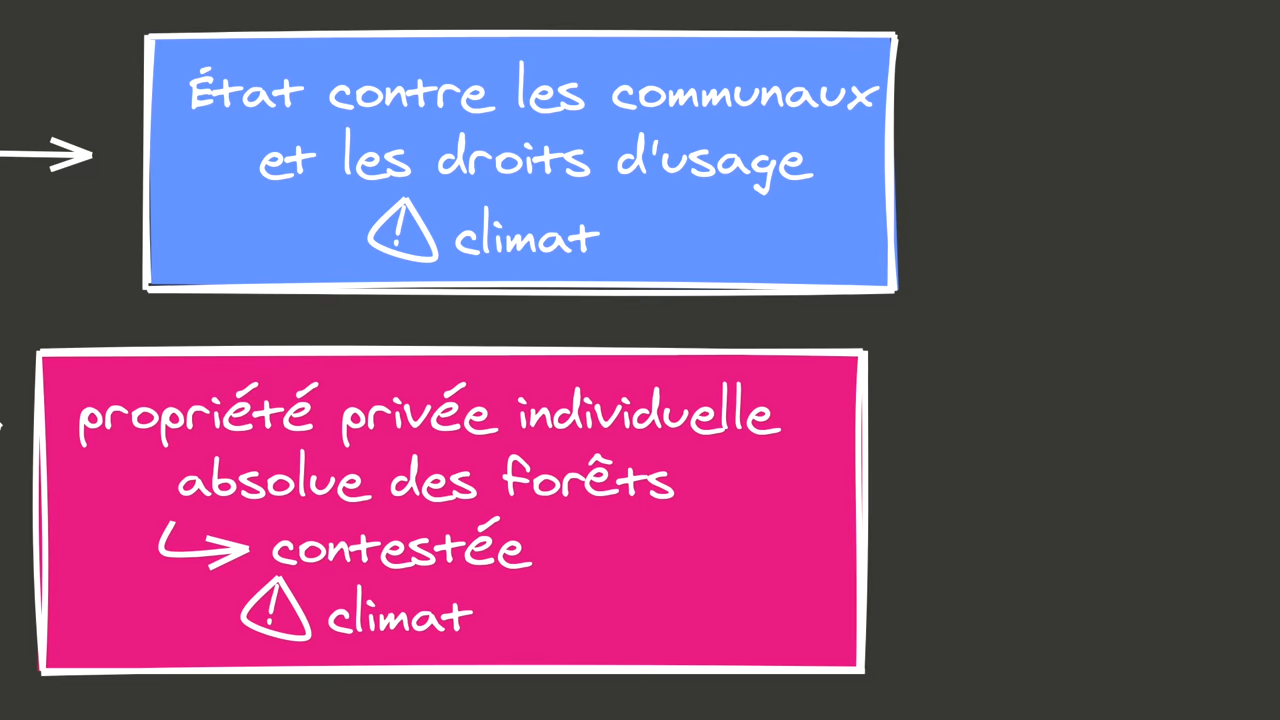 État contre les communaux
et les droits d'usage
⚠ climat
propriété privée individuelle
absolue des forêts
↪ contestée
⚠ climat